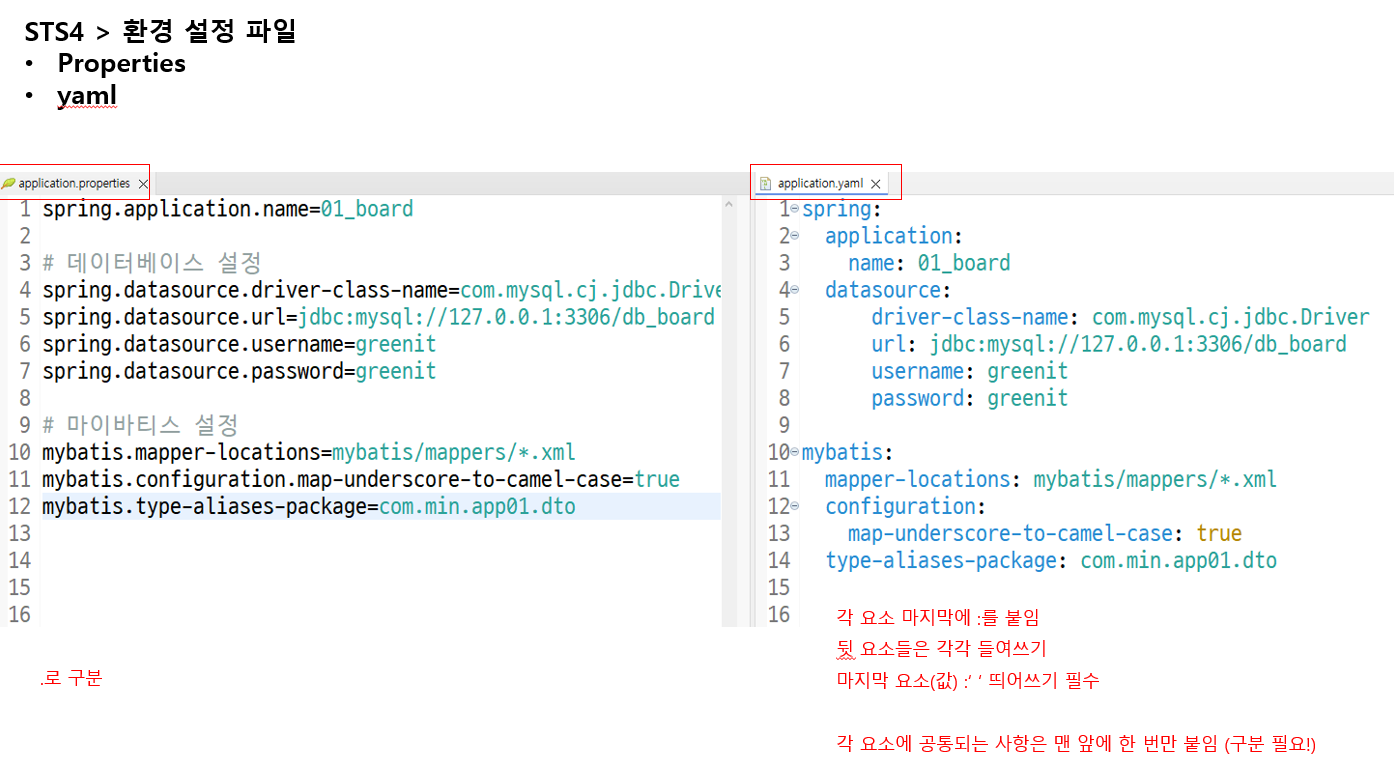 STS4 > 환경 설정 파일
• Properties
• yaml
application.properties
1 spring.application.name=01_board
2
3 # 데이터베이스 설정
4 spring.datasource.driver-class-name=com.mysql.cj.jdbc.Drive
5 spring.datasource.url=jdbc:mysql://127.0.0.1:3306/db_board
6 spring.datasource.username=greenit
7 spring.datasource.password=greenit
8
9 # 마이바티스 설정
10 mybatis.mapper-locations=mybatis/mappers/*.xml
11 mybatis.configuration.map-underscore-to-camel-case=true
12 mybatis.type-aliases-package=com.min.app01.dto
13
14
15
16
.로 구분
application.yaml
1 spring:
2 application:
3 name: 01_board
4 datasource:
5 driver-class-name: com.mysql.cj.jdbc.Driver
6 url: jdbc:mysql://127.0.0.1:3306/db_board
7 username: greenit
8 password: greenit
9
10 mybatis:
11 mapper-locations: mybatis/mappers/*.xml
12 configuration:
13 map-underscore-to-camel-case: true
14 type-aliases-package: com.min.app01.dto
15
16
각 요소 마지막에 :를 붙임
뒷 요소들은 각각 들여쓰기
마지막 요소(값) :‘ ’ 띄어쓰기 필수
각 요소에 공통되는 사항은 맨 앞에 한 번만 붙임 (구분 필요!)